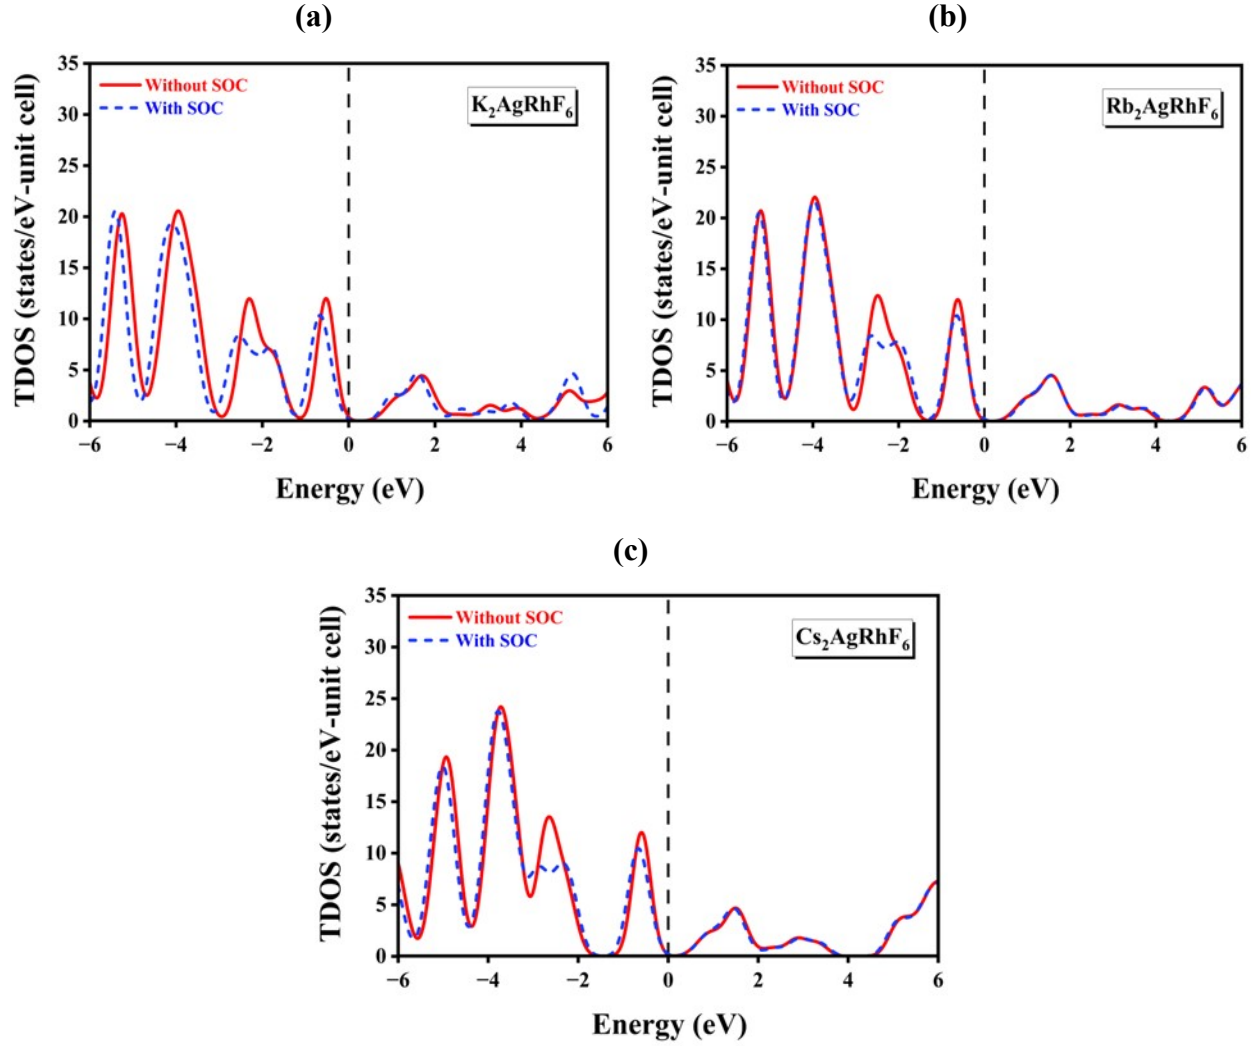 (a)
(b)
TDOS (states/eV-unit cell)
35
30
25
20
15
10
5
0
Without SOC
With SOC
K₂AgRhF₆
−6 −4 −2 0 2 4 6
Energy (eV)
TDOS (states/eV-unit cell)
35
30
25
20
15
10
5
0
Without SOC
With SOC
Rb₂AgRhF₆
−6 −4 −2 0 2 4 6
Energy (eV)
(c)
TDOS (states/eV-unit cell)
35
30
25
20
15
10
5
0
Without SOC
With SOC
Cs₂AgRhF₆
−6 −4 −2 0 2 4 6
Energy (eV)